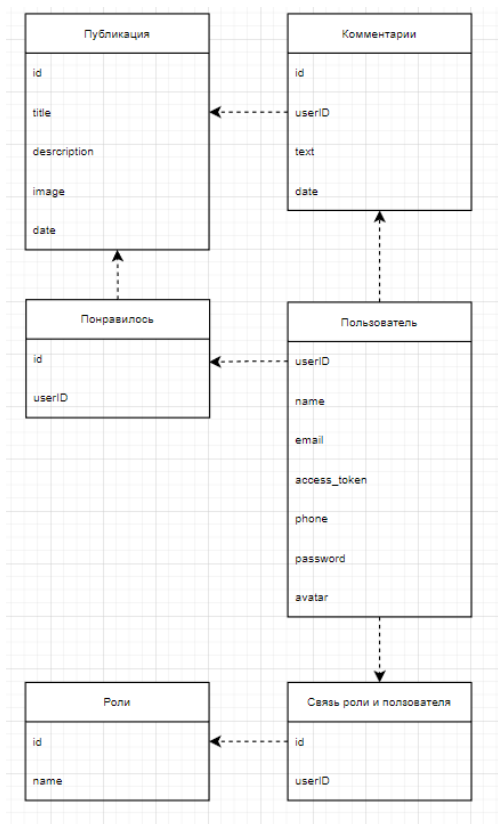 Публикация
id
title
desrcription
image
date
Комментарии
id
userID
text
date
Понравилось
id
userID
Пользователь
userID
name
email
access_token
phone
password
avatar
Роли
id
name
Связь роли иползователя
id
userID